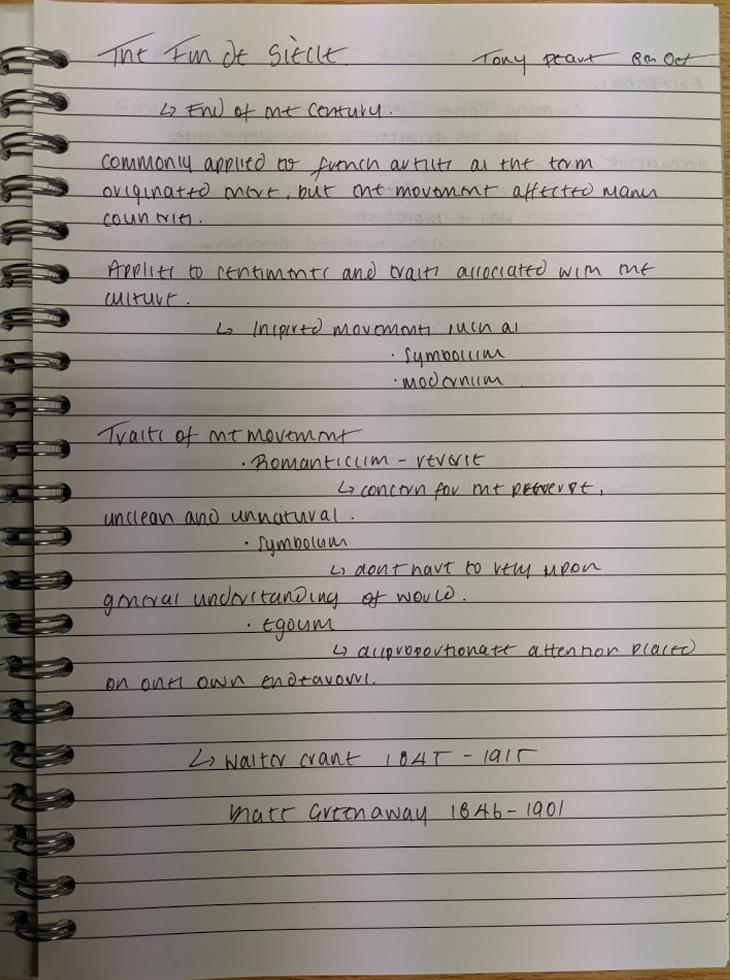 The Fin de Siècle. Tony Peart 8th Oct
↳ End of the century.
commonly applied to french artists as the term
originated there, but the movement affected many
countries.
Applies to sentiments and traits associated with the
culture.
↳ Inspired movements such as
· Symbolism
· modernism
Traits of the movement
· Romanticism - reverie
↳ concern for the perverse,
unclean and unnatural.
· Symbolism
↳ dont have to rely upon
general understanding of world.
· Egoism
↳ disproportionate attention placed
on ones own endeavours.
↳ Walter Crane 1845 - 1915
Greenaway 1846 - 1901